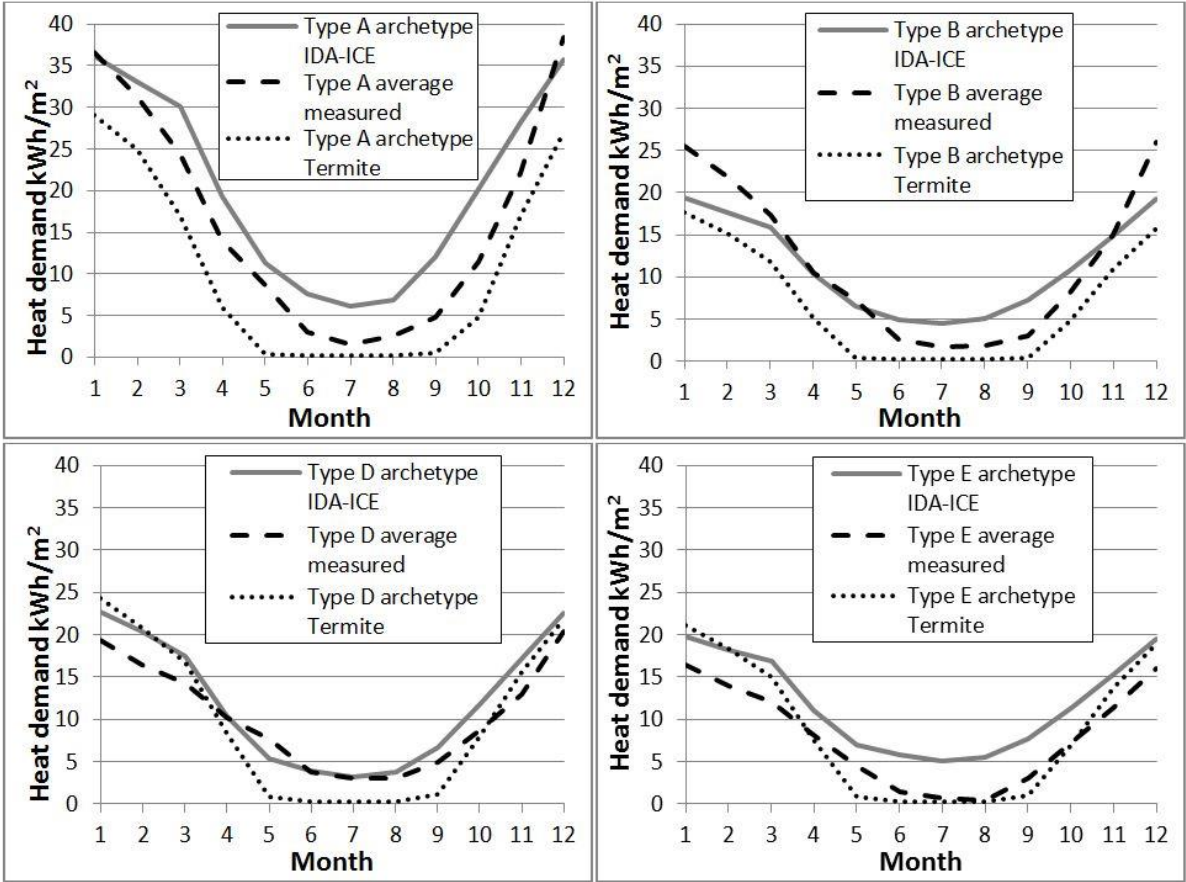 40
35
30
25
20
15
10
5
0
Heat demand kWh/m²
Type A archetype
IDA-ICE
Type A average
measured
Type A archetype
Termite
1 2 3 4 5 6 7 8 9 10 11 12
Month
40
35
30
25
20
15
10
5
0
Heat demand kWh/m²
Type B archetype
IDA-ICE
Type B average
measured
Type B archetype
Termite
1 2 3 4 5 6 7 8 9 10 11 12
Month
40
35
30
25
20
15
10
5
0
Heat demand kWh/m²
Type D archetype
IDA-ICE
Type D average
measured
Type D archetype
Termite
1 2 3 4 5 6 7 8 9 10 11 12
Month
40
35
30
25
20
15
10
5
0
Heat demand kWh/m²
Type E archetype
IDA-ICE
Type E average
measured
Type E archetype
Termite
1 2 3 4 5 6 7 8 9 10 11 12
Month